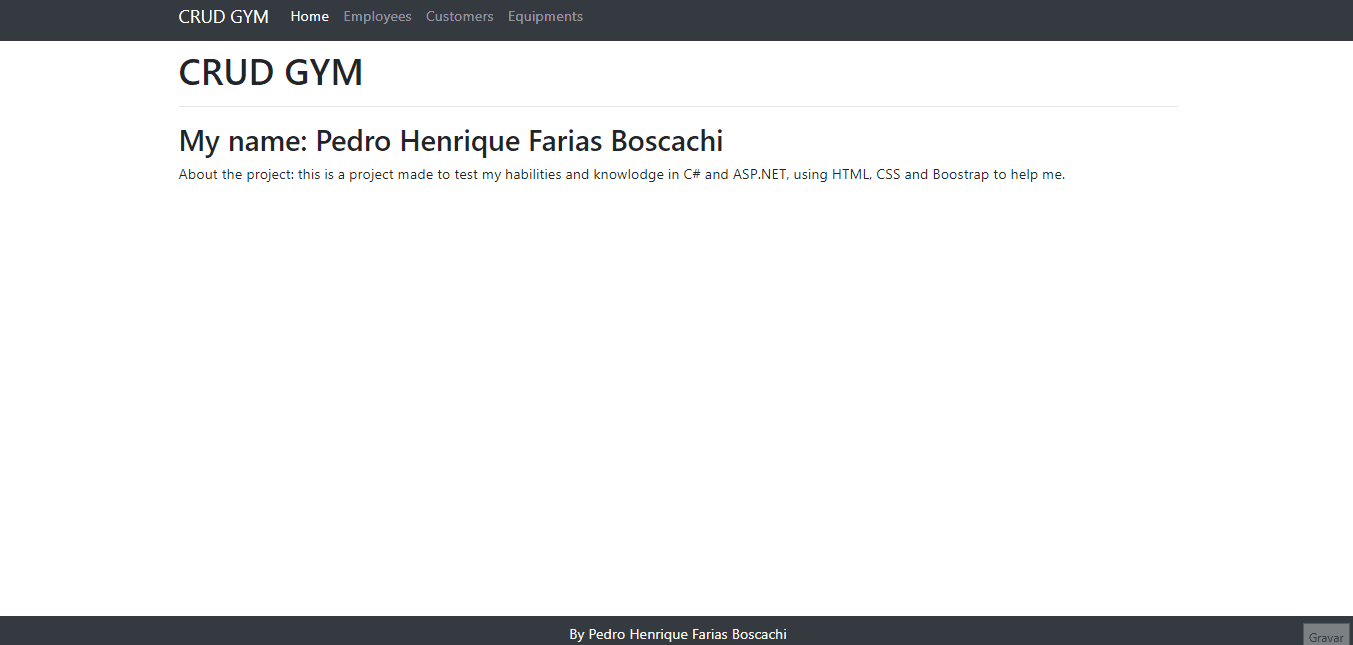 CRUD GYM Home Employees Customers Equipments
CRUD GYM
My name: Pedro Henrique Farias Boscachi
About the project: this is a project made to test my habilities and knowlodge in C# and ASP.NET, using HTML, CSS and Boostrap to help me.
By Pedro Henrique Farias Boscachi
Gravar